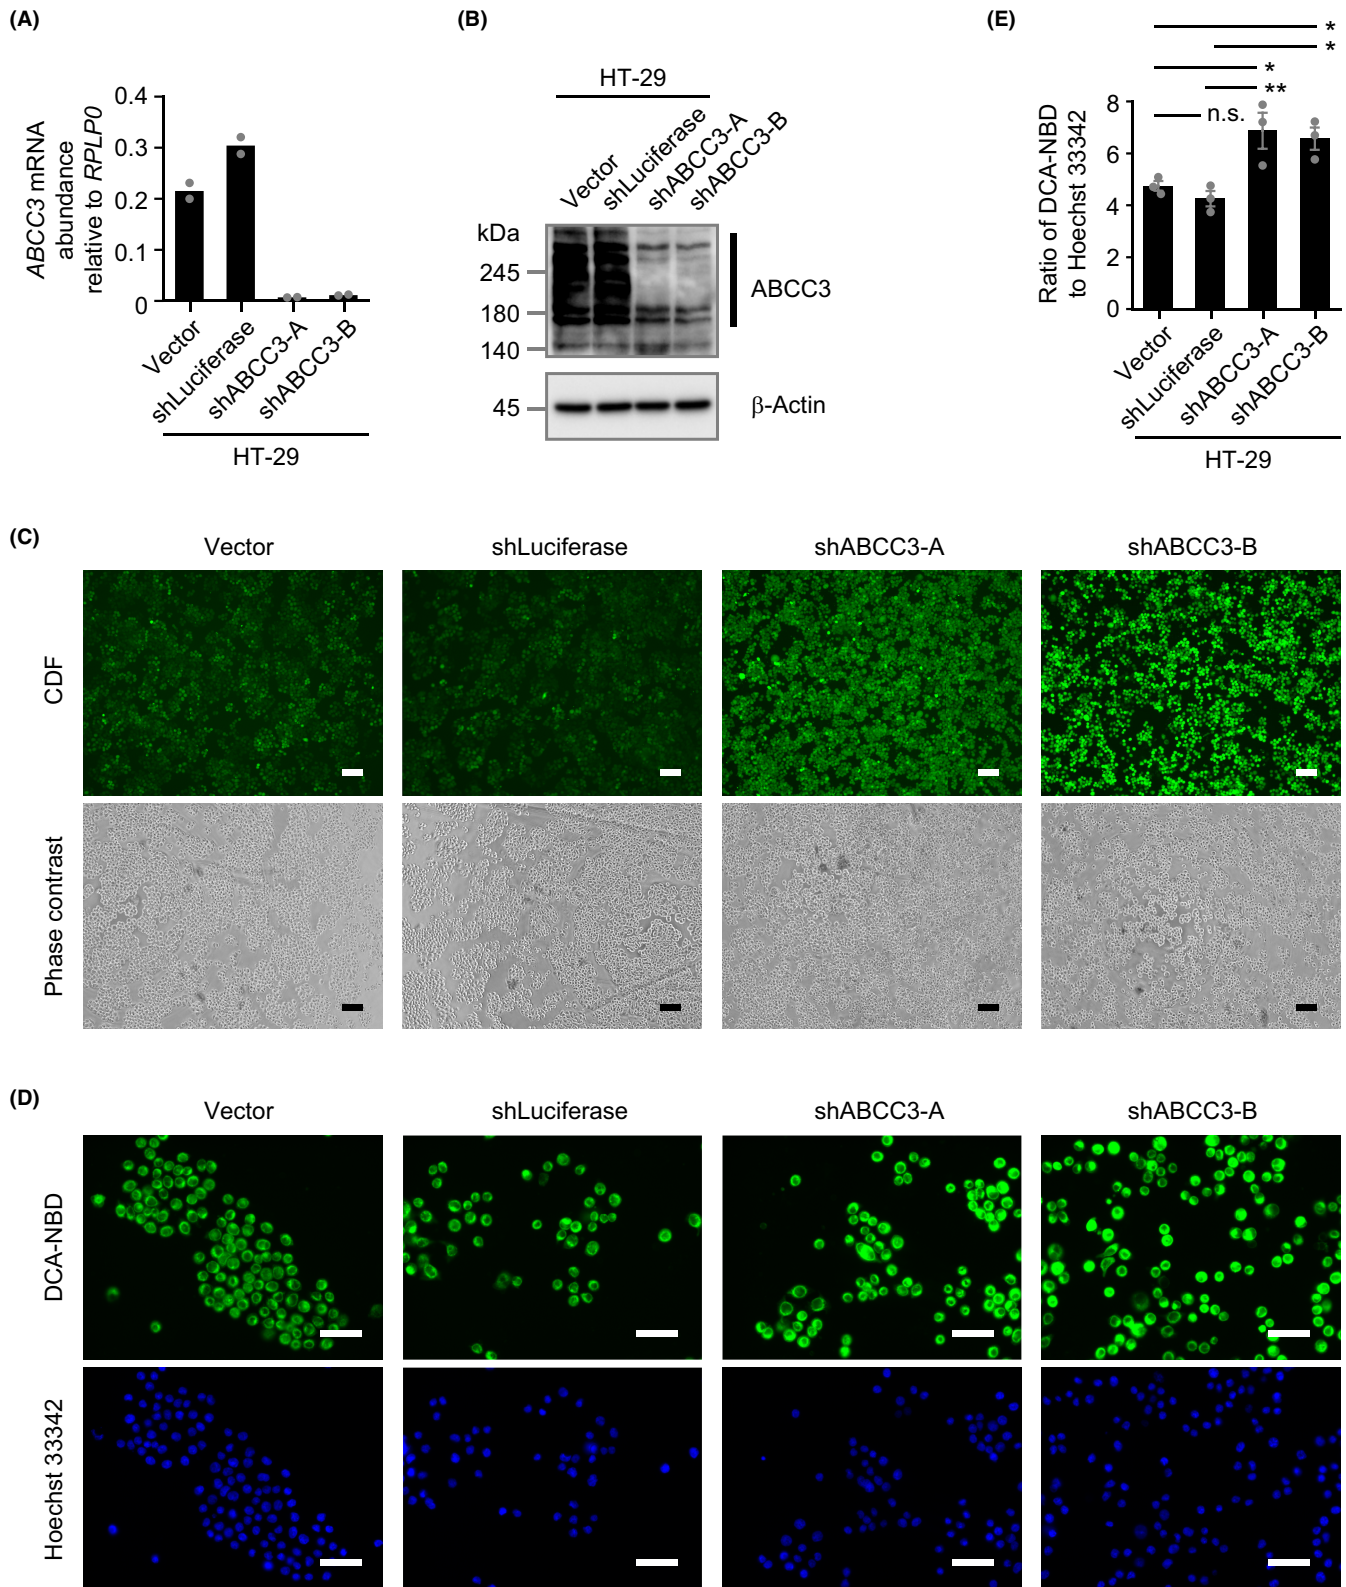 (A)
ABCC3 mRNA
abundance
relative to RPLP0
0.4
0.3
0.2
0.1
0
Vector
shLuciferase
shABCC3-A
shABCC3-B
HT-29
(B)
HT-29
Vector
shLuciferase
shABCC3-A
shABCC3-B
kDa
245
180
140
45
ABCC3
β-Actin
(E)
*
*
*
**
n.s.
Ratio of DCA-NBD
to Hoechst 33342
8
6
4
2
0
Vector
shLuciferase
shABCC3-A
shABCC3-B
HT-29
(C)
Vector
shLuciferase
shABCC3-A
shABCC3-B
CDF
Phase contrast
(D)
Vector
shLuciferase
shABCC3-A
shABCC3-B
DCA-NBD
Hoechst 33342